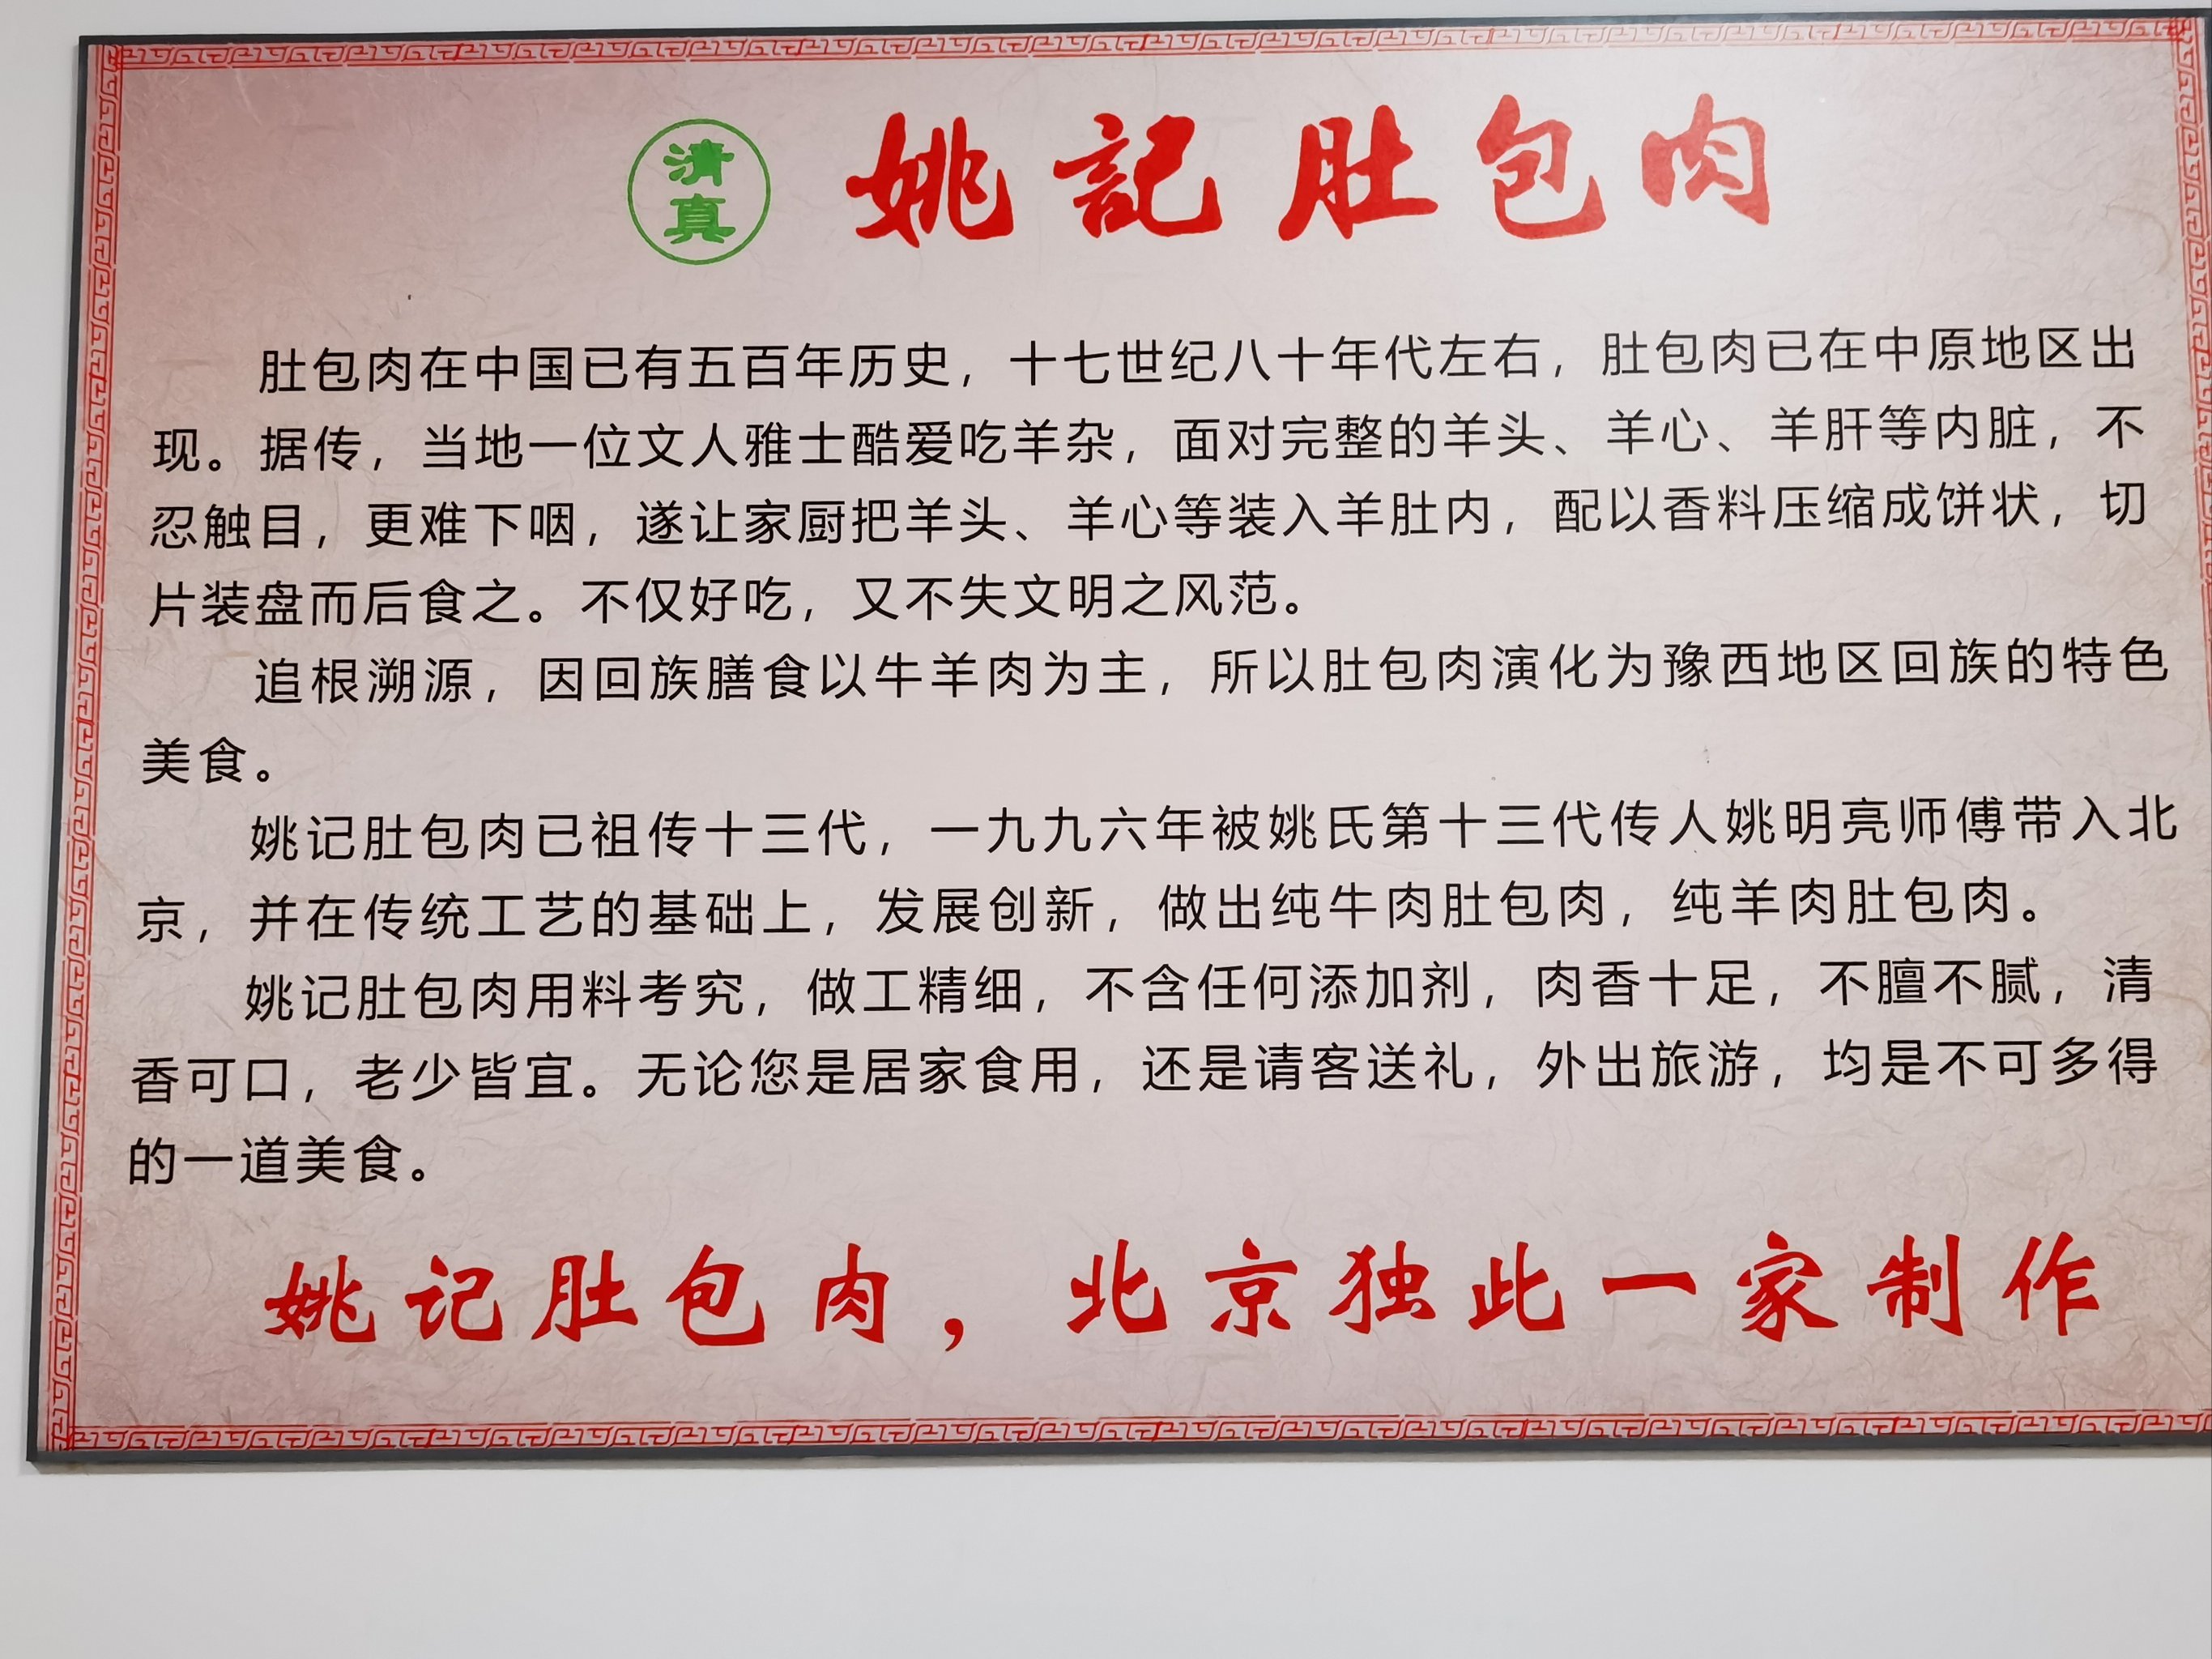 清真
姚記肚包肉
肚包肉在中国已有五百年历史，十七世纪八十年代左右，肚包肉已在中原地区出
现。据传，当地一位文人雅士酷爱吃羊杂，面对完整的羊头、羊心、羊肝等内脏，不
忍触目，更难下咽，遂让家厨把羊头、羊心等装入羊肚内，配以香料压缩成饼状，切
片装盘而后食之。不仅好吃，又不失文明之风范。
追根溯源，因回族膳食以牛羊肉为主，所以肚包肉演化为豫西地区回族的特色
美食。
姚记肚包肉已祖传十三代，一九九六年被姚氏第十三代传人姚明亮师傅带入北
京，并在传统工艺的基础上，发展创新，做出纯牛肉肚包肉，纯羊肉肚包肉。
姚记肚包肉用料考究，做工精细，不含任何添加剂，肉香十足，不膻不腻，清
香可口，老少皆宜。无论您是居家食用，还是请客送礼，外出旅游，均是不可多得
的一道美食。
姚记肚包肉，北京独此一家制作